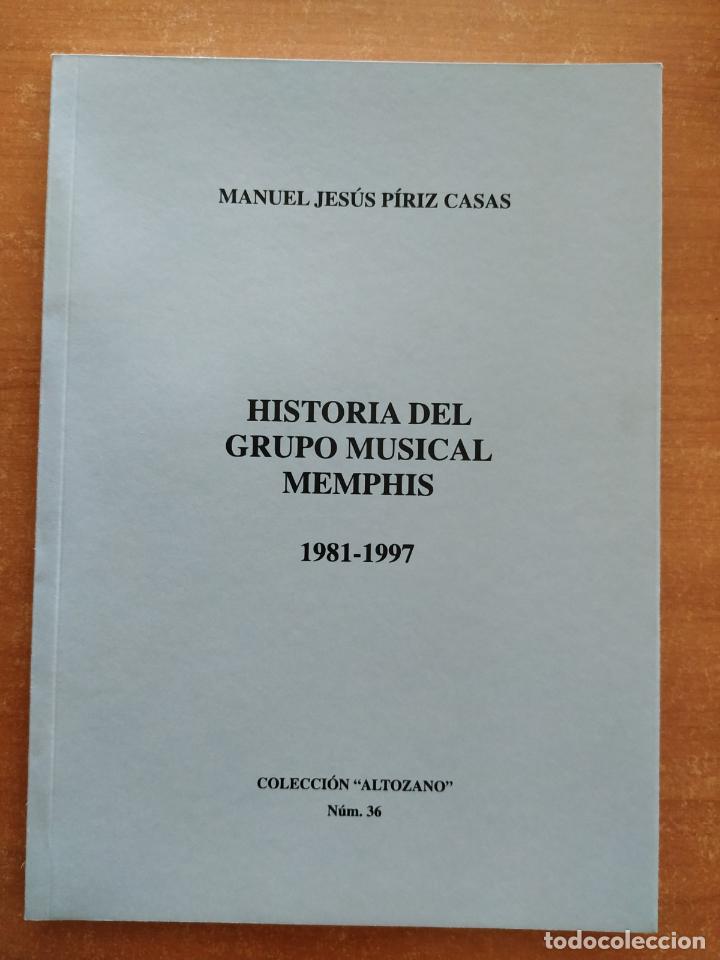 MANUEL JESÚS PÍRIZ CASAS
HISTORIA DEL
GRUPO MUSICAL
MEMPHIS
1981-1997
COLECCIÓN “ALTOZANO”
Núm. 36
todocoleccion